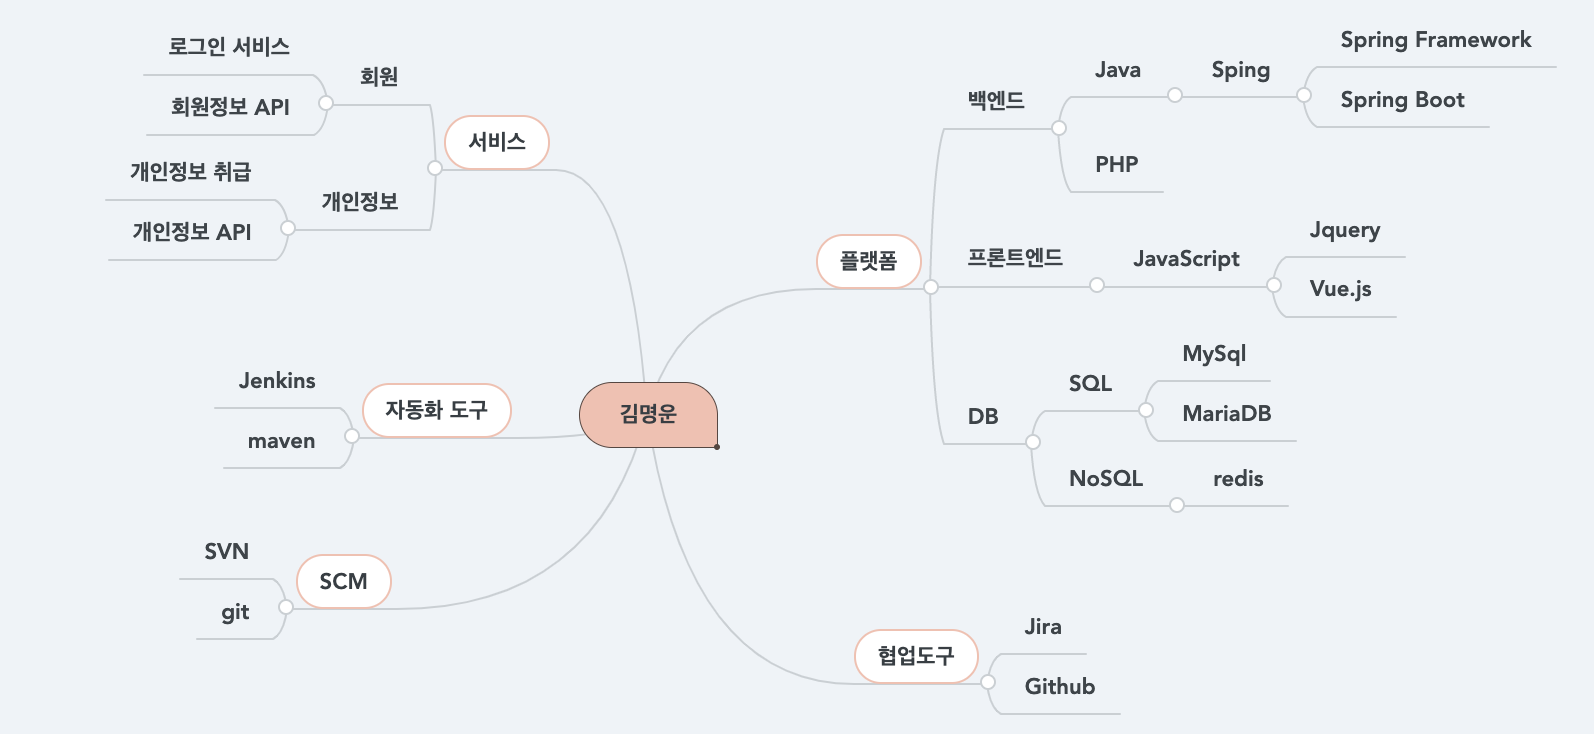 김명운
서비스
회원
로그인 서비스
회원정보 API
개인정보
개인정보 취급
개인정보 API
자동화 도구
Jenkins
maven
SCM
SVN
git
플랫폼
백엔드
Java
Sping
Spring Framework
Spring Boot
PHP
프론트엔드
JavaScript
Jquery
Vue.js
DB
SQL
MySql
MariaDB
NoSQL
redis
협업도구
Jira
Github